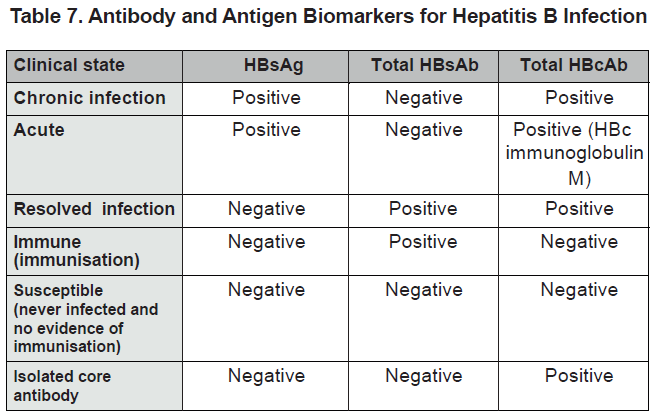 Table 7. Antibody and Antigen Biomarkers for Hepatitis B Infection
Clinical state HBsAg Total HBsAb Total HBcAb
Chronic infection Positive Negative Positive
Acute Positive Negative Positive (HBc
immunoglobulin
M)
Resolved infection Negative Positive Positive
Immune Negative Positive Negative
(immunisation)
Susceptible Negative Negative Negative
(never infected and
no evidence of
immunisation)
Isolated core Negative Negative Positive
antibody